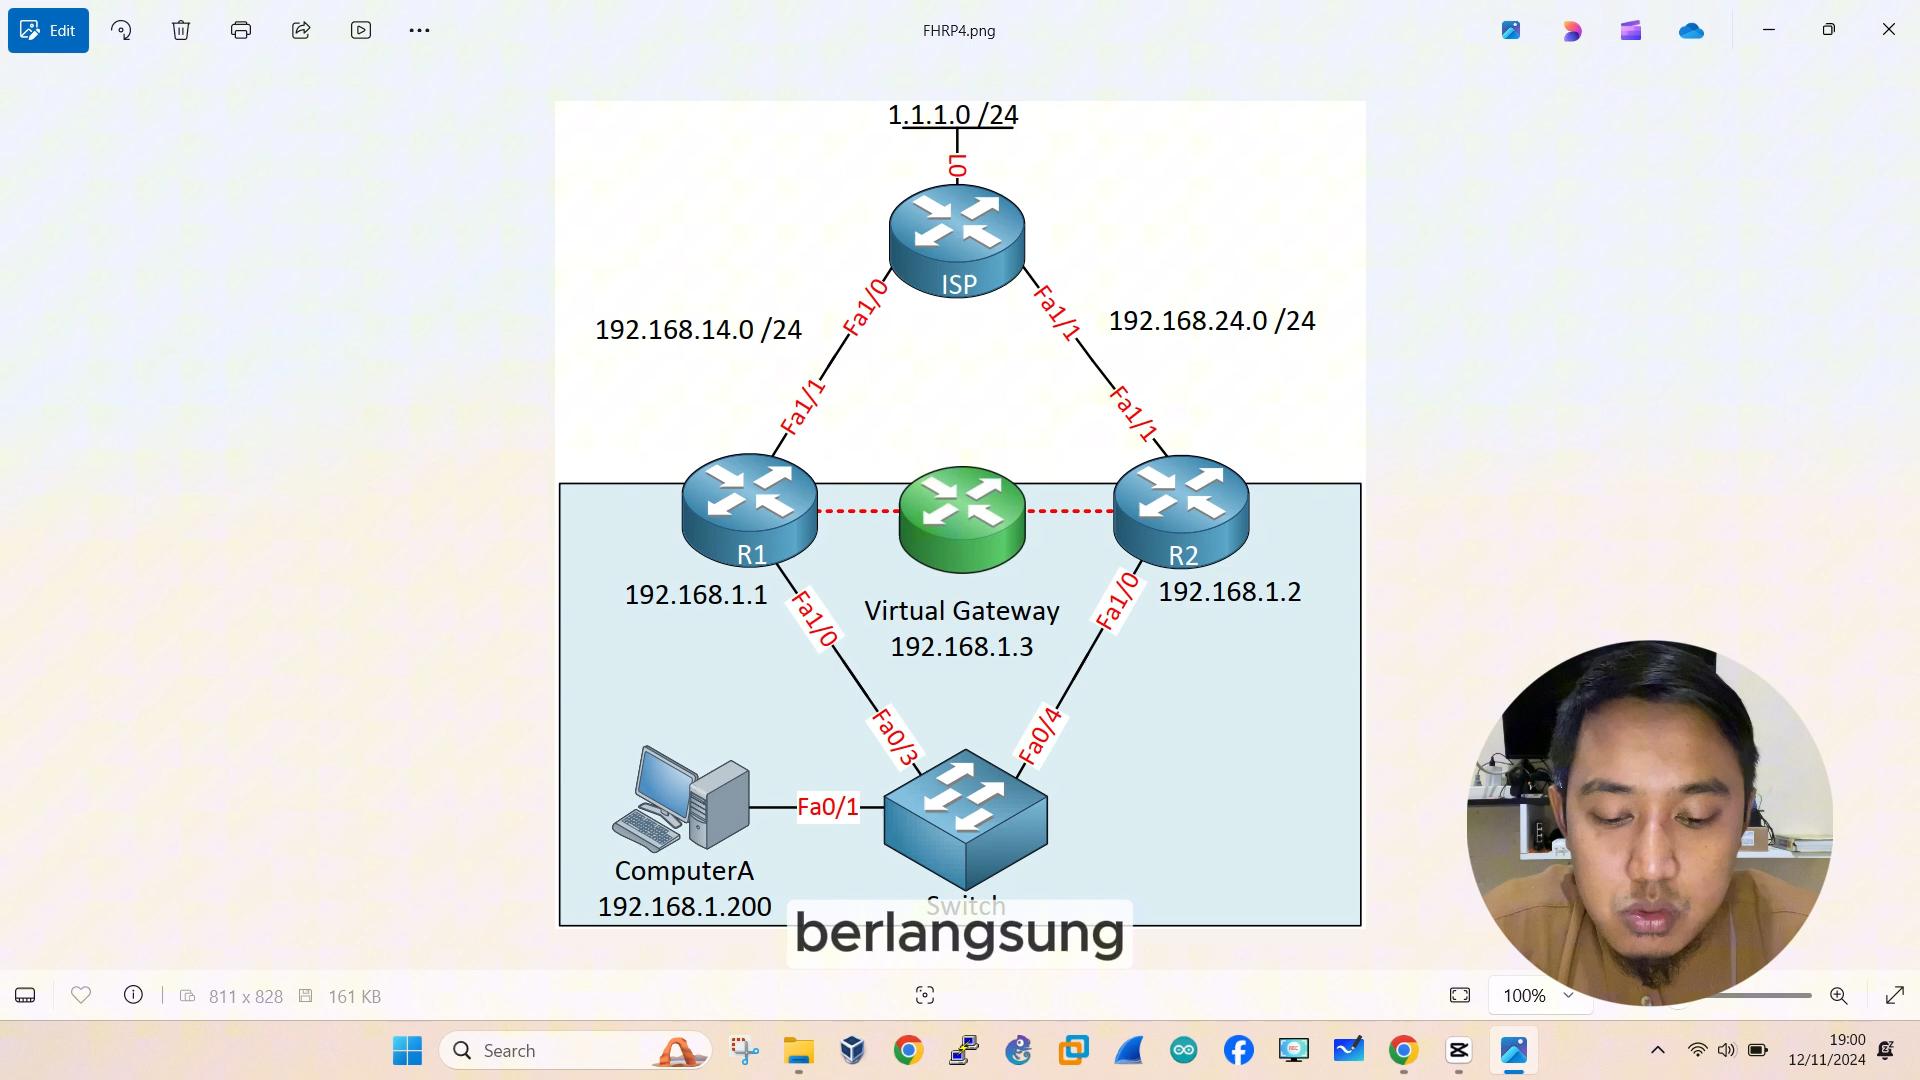 Edit
FHRP4.png
1.1.1.0 /24
L0
ISP
Fa1/0
Fa1/1
192.168.14.0 /24
192.168.24.0 /24
Fa1/1
Fa1/1
R1
R2
192.168.1.1
192.168.1.2
Fa1/0
Fa1/0
Virtual Gateway
192.168.1.3
Fa0/3
Fa0/4
Fa0/1
ComputerA
192.168.1.200
Switch
berlangsung
811 x 828
161 KB
100%
Search
19:00
12/11/2024